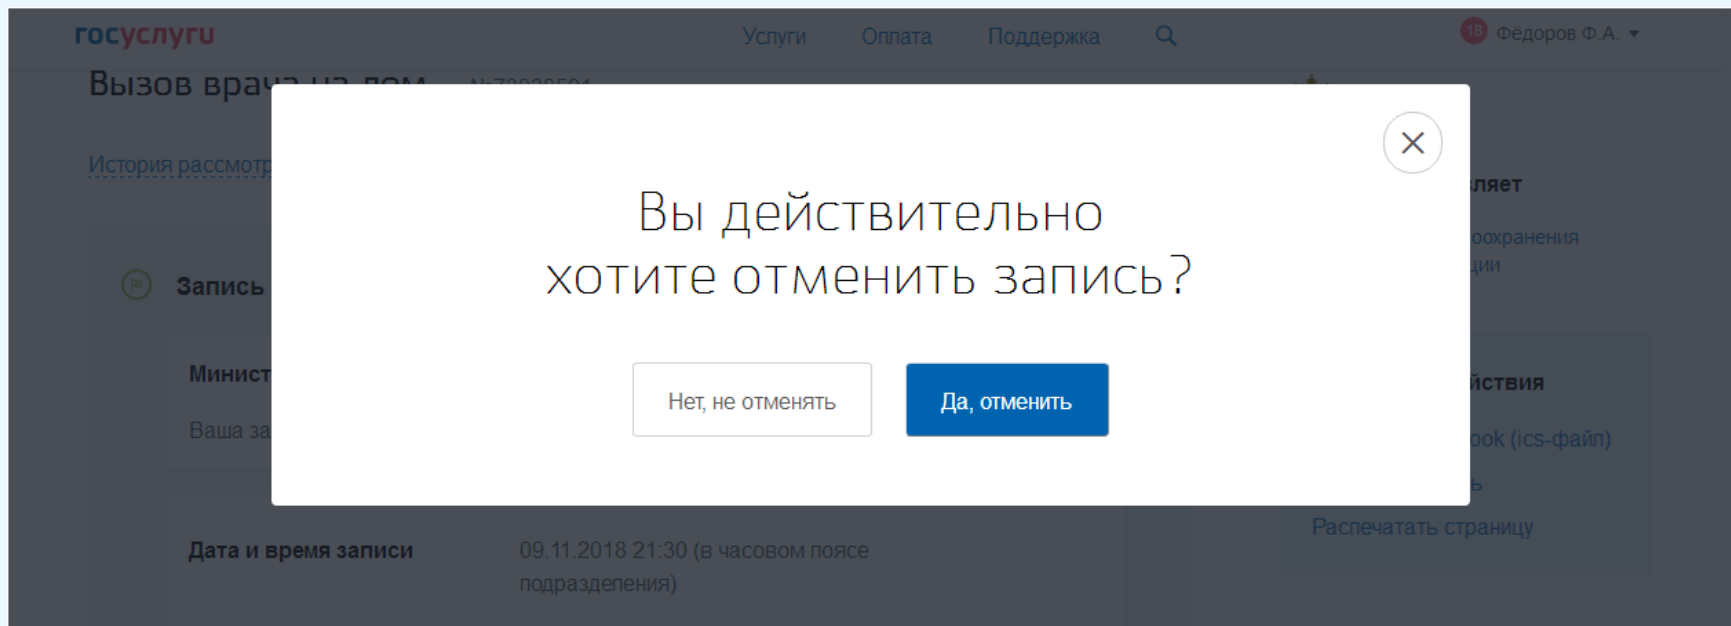 госуслуги
Услуги Оплата Поддержка
18 Фёдоров Ф.А.
Вызов врача на дом
История рассмотр
Вы действительно
хотите отменить запись?
Нет, не отменять
Да, отменить
Запись
Минист
Ваша за
Дата и время записи
09.11.2018 21:30 (в часовом поясе
подразделения)
ляет
оохранения
ции
йствия
ook (ics-файл)
ь
Распечатать страницу